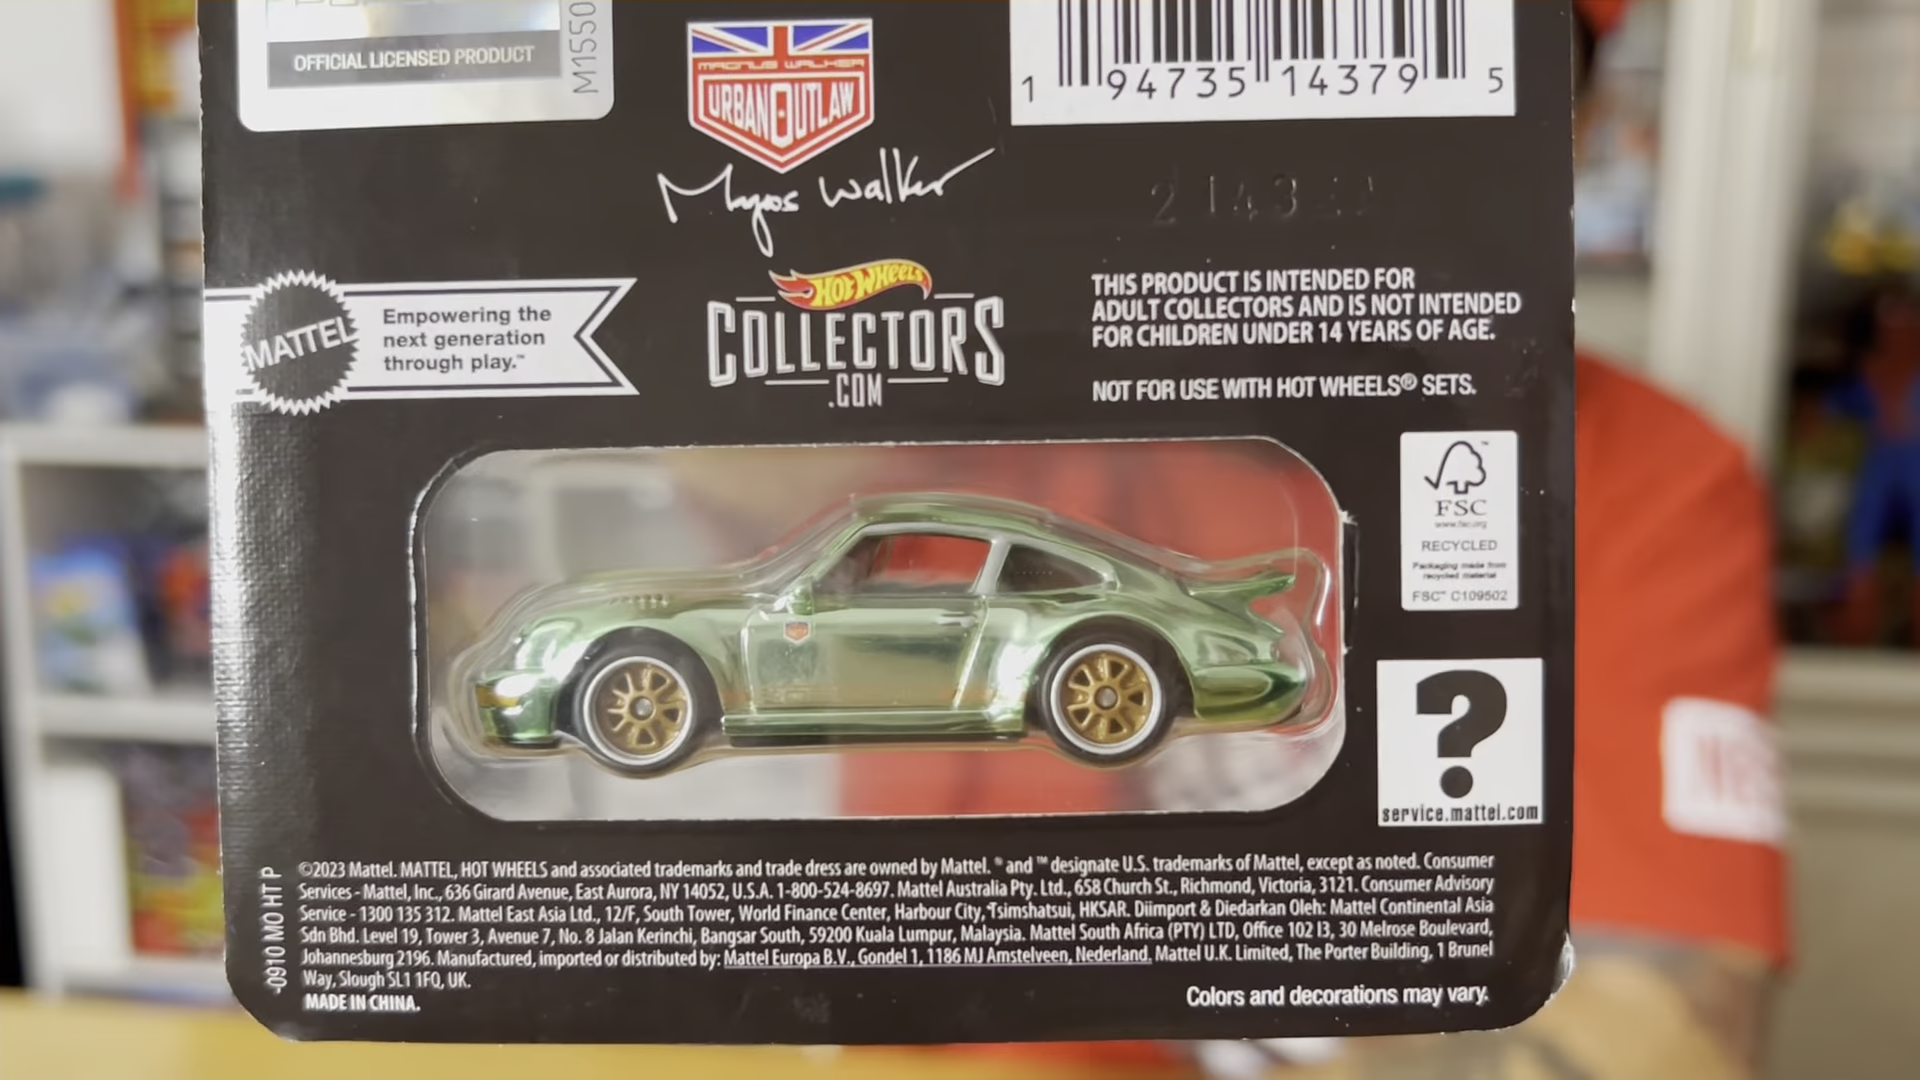 OFFICIAL LICENSED PRODUCT
M1550
MAGNUS WALKER
URBAN OUTLAW
Magnus Walker
1 94735 14379 5
MATTEL
Empowering the
next generation
through play.™
HOT WHEELS
COLLECTORS
.COM
THIS PRODUCT IS INTENDED FOR
ADULT COLLECTORS AND IS NOT INTENDED
FOR CHILDREN UNDER 14 YEARS OF AGE.
NOT FOR USE WITH HOT WHEELS® SETS.
FSC™
www.fsc.org
RECYCLED
Packaging made from
recycled material
FSC™ C109502
?
service.mattel.com
-0910 MO HT P
©2023 Mattel. MATTEL, HOT WHEELS and associated trademarks and trade dress are owned by Mattel. ® and ™ designate U.S. trademarks of Mattel, except as noted. Consumer
Services - Mattel, Inc., 636 Girard Avenue, East Aurora, NY 14052, U.S.A. 1-800-524-8697. Mattel Australia Pty. Ltd., 658 Church St., Richmond, Victoria, 3121. Consumer Advisory
Service - 1300 135 312. Mattel East Asia Ltd., 12/F, South Tower, World Finance Center, Harbour City, Tsimshatsui, HKSAR. Diimport & Diedarkan Oleh: Mattel Continental Asia
Sdn Bhd. Level 19, Tower 3, Avenue 7, No. 8 Jalan Kerinchi, Bangsar South, 59200 Kuala Lumpur, Malaysia. Mattel South Africa (PTY) LTD, Office 102 I3, 30 Melrose Boulevard,
Johannesburg 2196. Manufactured, imported or distributed by: Mattel Europa B.V., Gondel 1, 1186 MJ Amstelveen, Nederland. Mattel U.K. Limited, The Porter Building, 1 Brunel
Way, Slough SL1 1FQ, UK.
MADE IN CHINA.
Colors and decorations may vary.